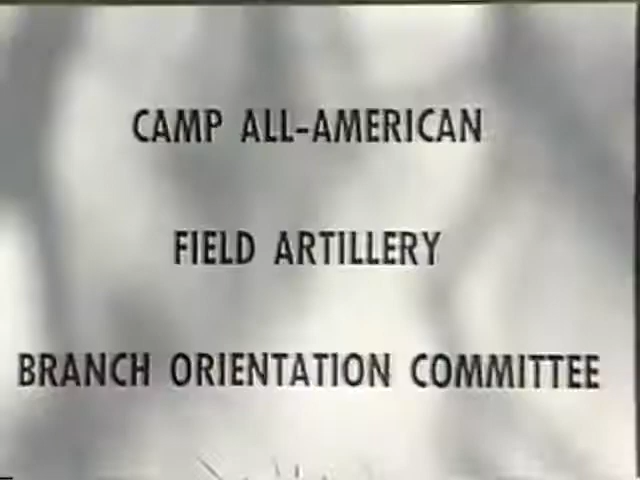 CAMP ALL-AMERICAN
FIELD ARTILLERY
BRANCH ORIENTATION COMMITTEE